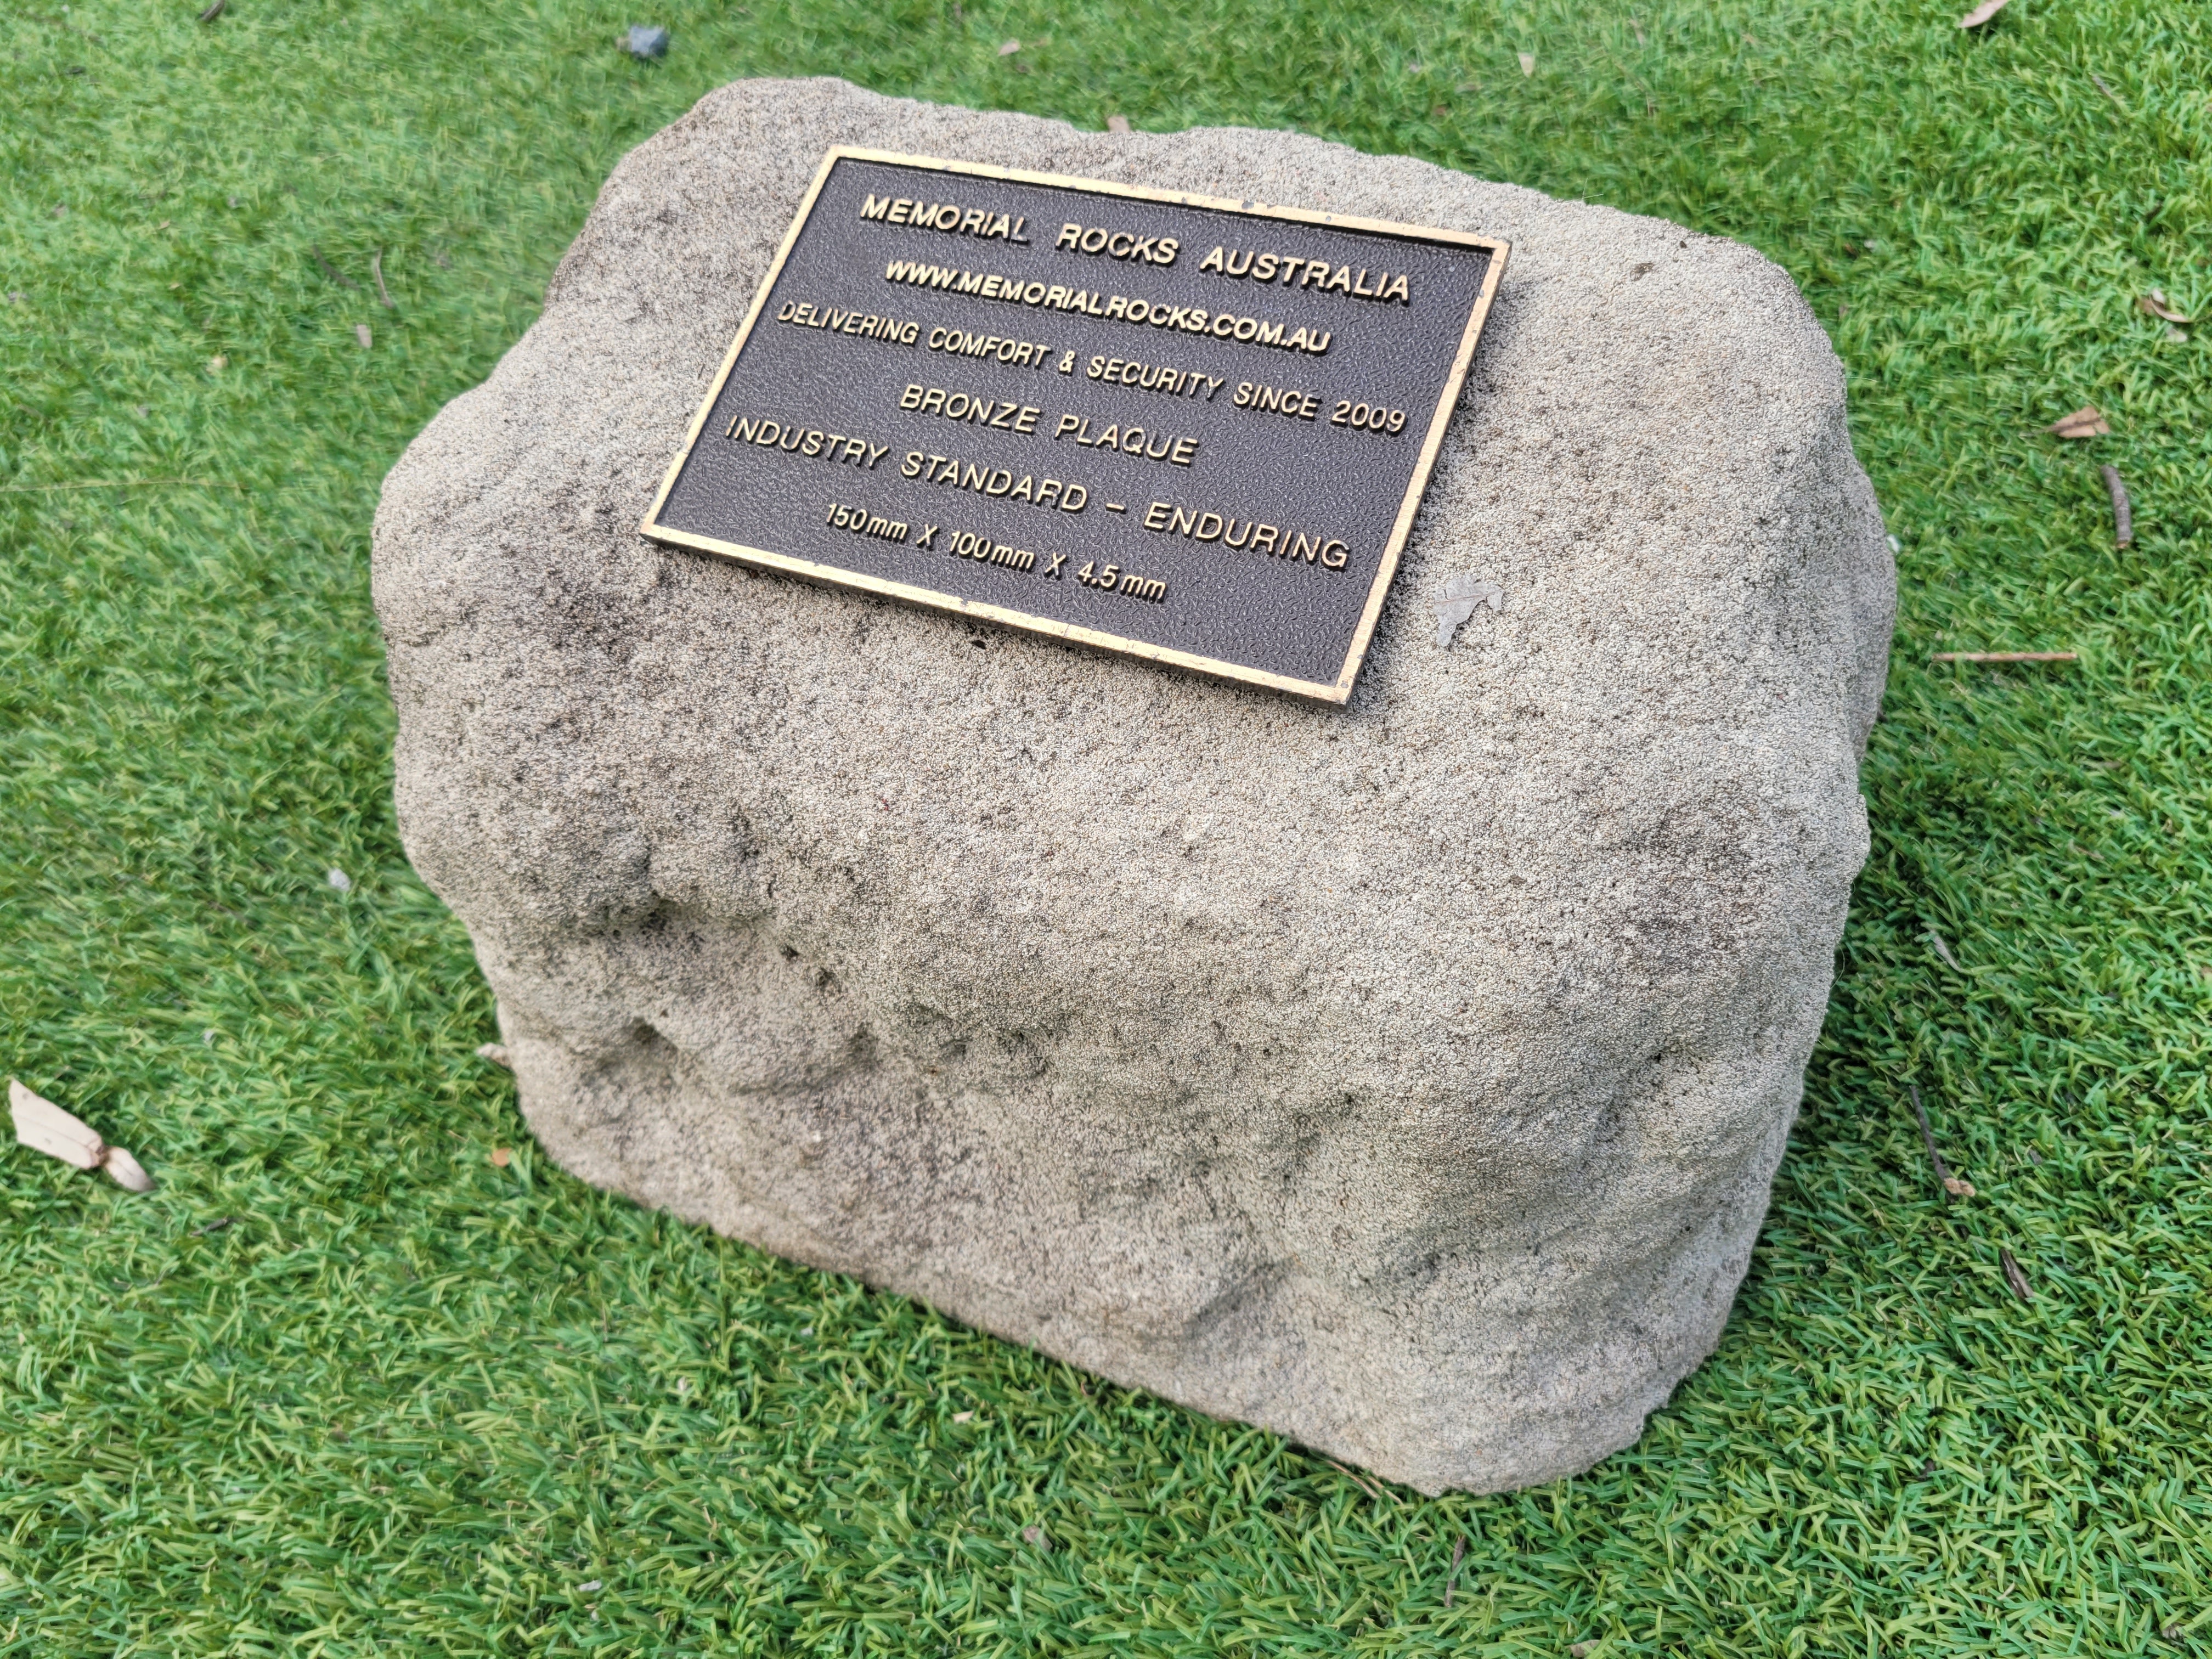 MEMORIAL ROCKS AUSTRALIA
WWW.MEMORIALROCKS.COM.AU
DELIVERING COMFORT & SECURITY SINCE 2009
BRONZE PLAQUE
INDUSTRY STANDARD - ENDURING
150mm X 100mm X 4.5mm